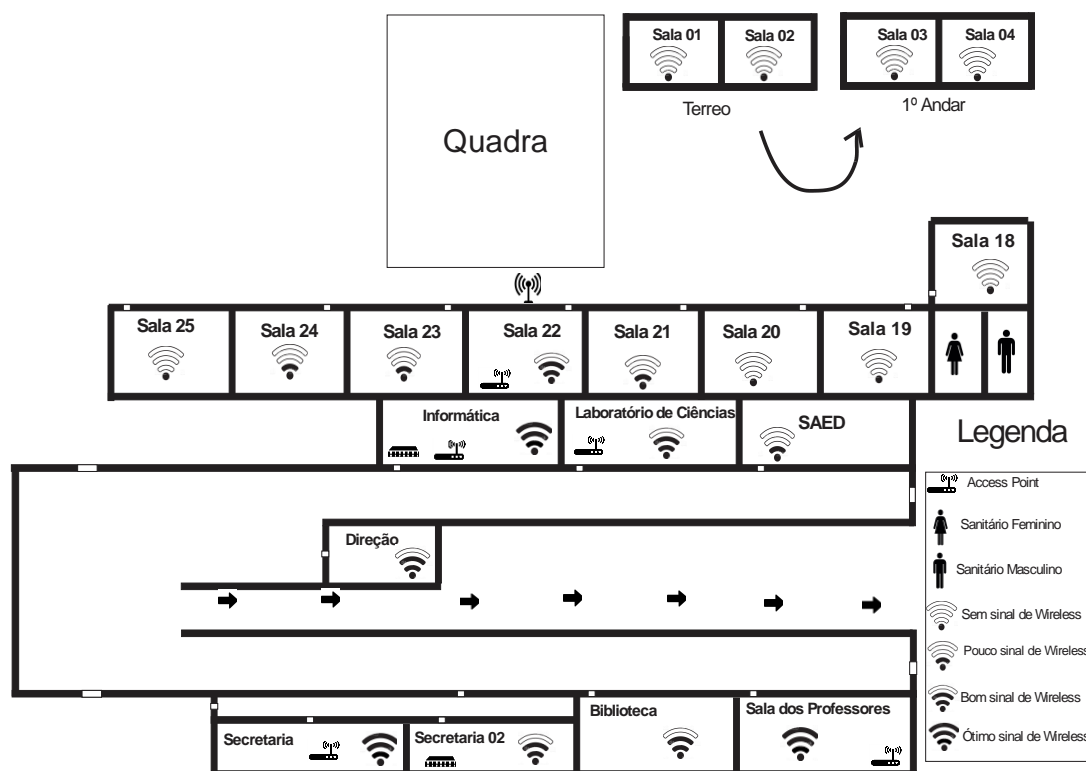 Sala 01
Sala 02
Sala 03
Sala 04
Terreo
1º Andar
Quadra
Sala 18
Sala 25
Sala 24
Sala 23
Sala 22
Sala 21
Sala 20
Sala 19
Informática
Laboratório de Ciências
SAED
Legenda
Access Point
Sanitário Feminino
Sanitário Masculino
Sem sinal de Wireless
Pouco sinal de Wireless
Bom sinal de Wireless
Ótimo sinal de Wireless
Direção
Secretaria
Secretaria 02
Biblioteca
Sala dos Professores